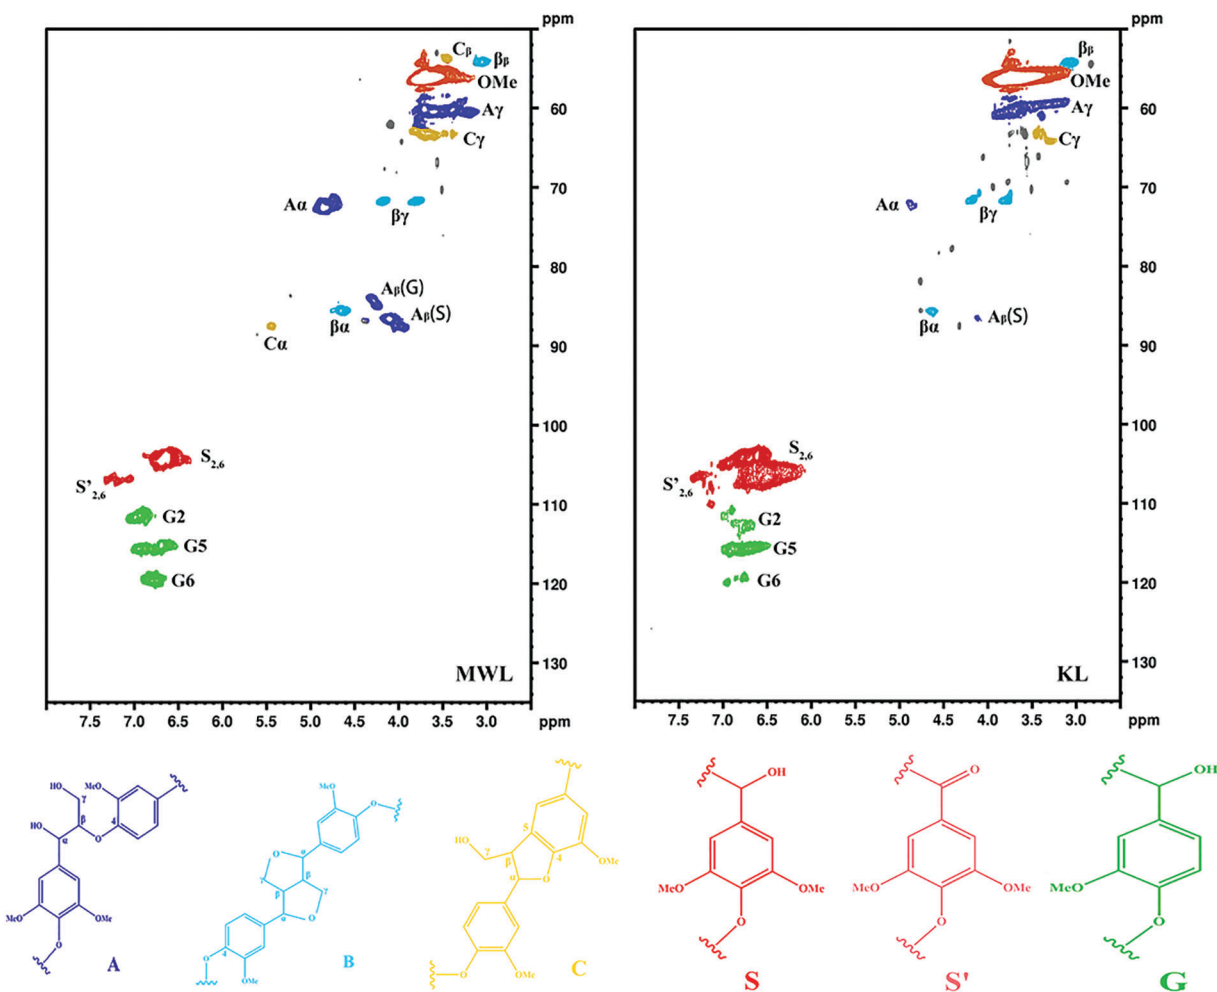 ppm
Cβ
ββ
OMe
60
Aγ
Cγ
70
Aα
βγ
80
Aβ(G)
Aβ(S)
βα
Cα
90
100
S2,6
S'2,6
110
G2
G5
G6
120
130
MWL
7.5 7.0 6.5 6.0 5.5 5.0 4.5 4.0 3.5 3.0 ppm
ppm
ββ
OMe
60
Aγ
Cγ
70
Aα
βγ
80
βα
Aβ(S)
90
100
S2,6
S'2,6
110
G2
G5
G6
120
130
KL
7.5 7.0 6.5 6.0 5.5 5.0 4.5 4.0 3.5 3.0 ppm
HO
γ
MeO
HO
β
4
α
O
MeO
OMe
O
A
MeO
O
O
α
γ
β
β
γ
α
O
4
O
OMe
B
5
HO
γ
β
4
α
O
OMe
O
OMe
C
OH
MeO
OMe
O
S
O
MeO
OMe
O
S'
OH
MeO
O
G